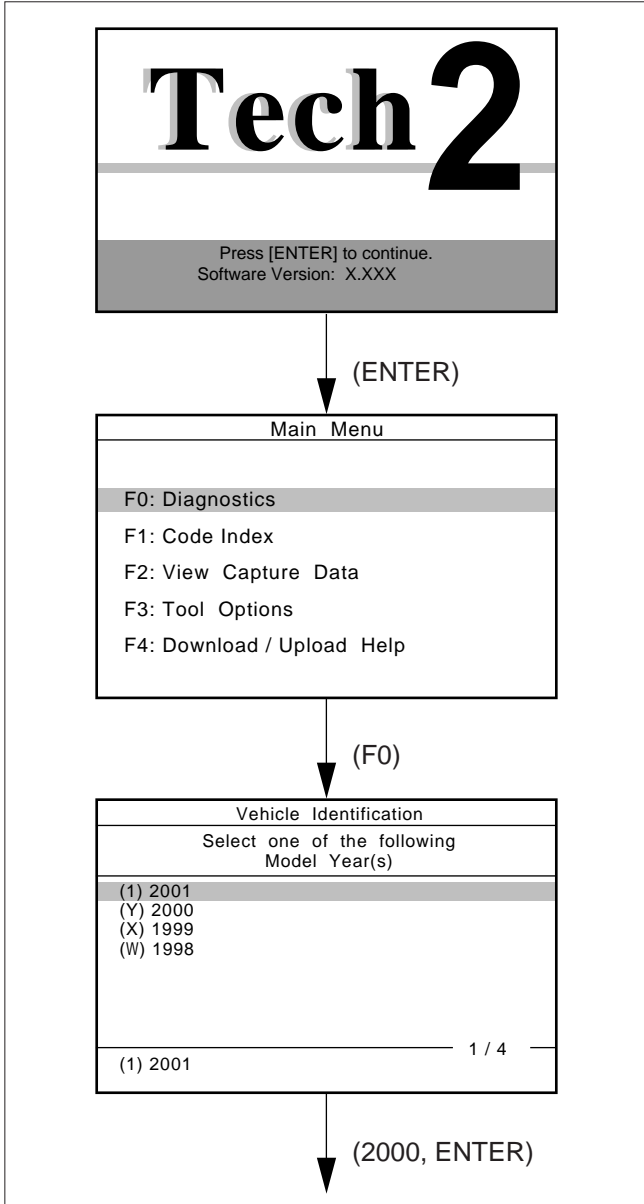 Tech 2
Press [ENTER] to continue.
Software Version: X.XXX
(ENTER)
Main Menu
F0: Diagnostics
F1: Code Index
F2: View Capture Data
F3: Tool Options
F4: Download / Upload Help
(F0)
Vehicle Identification
Select one of the following
Model Year(s)
(1) 2001
(Y) 2000
(X) 1999
(W) 1998
1 / 4
(1) 2001
(2000, ENTER)